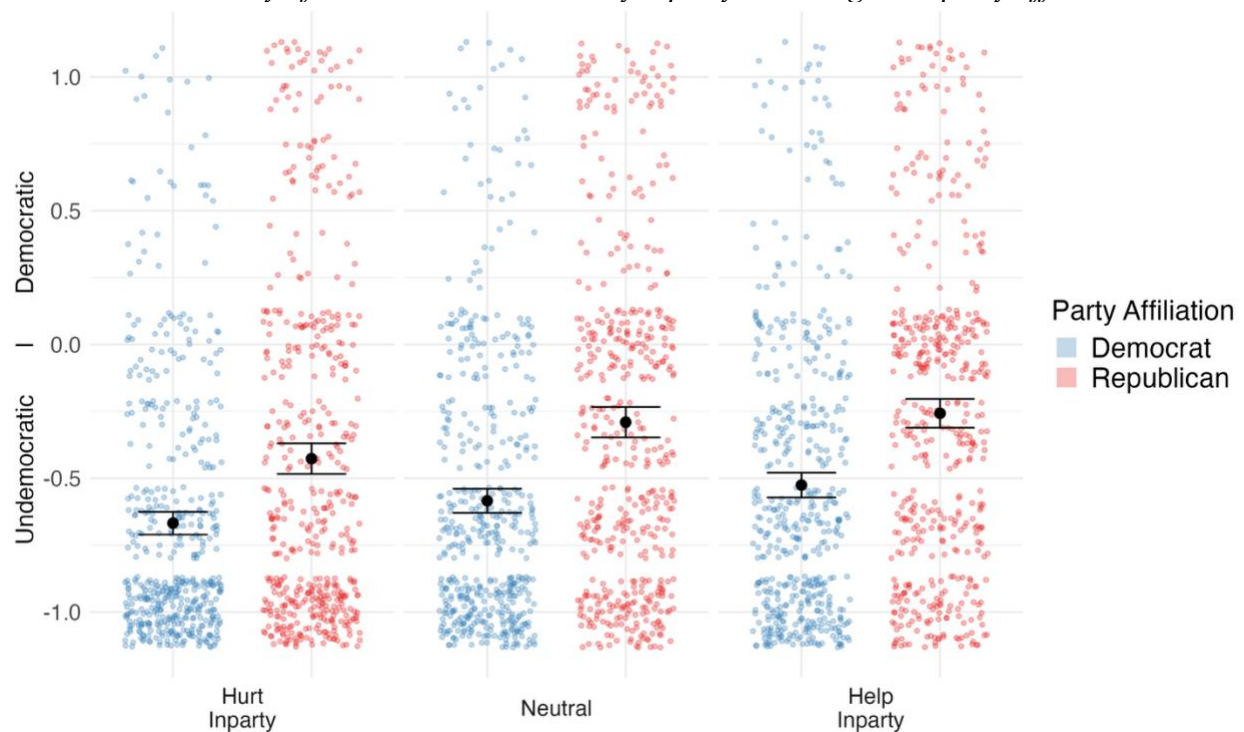 1.0
0.5
0.0
-0.5
-1.0
Undemocratic | Democratic
Hurt
Inparty
Neutral
Help
Inparty
Party Affiliation
Democrat
Republican